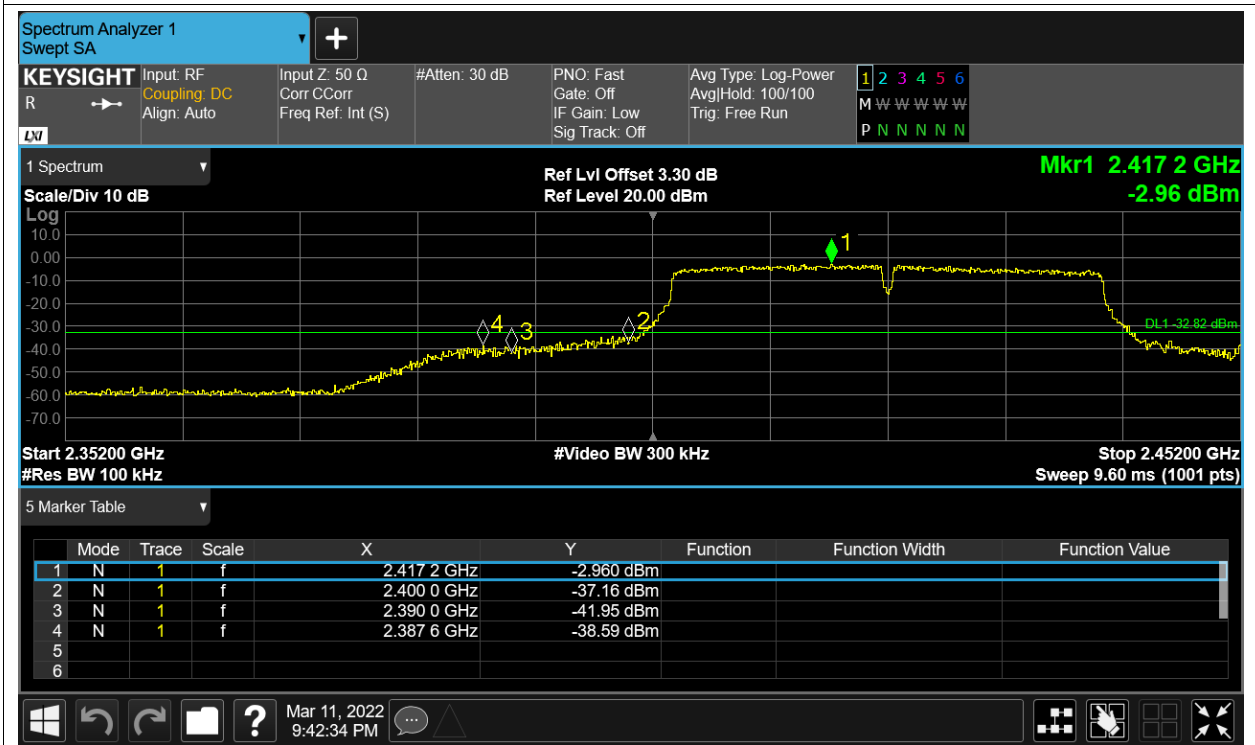 Spectrum Analyzer 1
Swept SA
+
KEYSIGHT
R
LXI
Input: RF
Coupling: DC
Align: Auto
Input Z: 50 Ω
Corr CCorr
Freq Ref: Int (S)
#Atten: 30 dB
PNO: Fast
Gate: Off
IF Gain: Low
Sig Track: Off
Avg Type: Log-Power
Avg|Hold: 100/100
Trig: Free Run
1 2 3 4 5 6
M W W W W W
P N N N N N
1 Spectrum
Scale/Div 10 dB
Ref Lvl Offset 3.30 dB
Ref Level 20.00 dBm
Mkr1 2.417 2 GHz
-2.96 dBm
Log
10.0
0.00
-10.0
-20.0
-30.0
-40.0
-50.0
-60.0
-70.0
1
2
3
4
DL1 -32.82 dBm
Start 2.35200 GHz
#Video BW 300 kHz
Stop 2.45200 GHz
#Res BW 100 kHz
Sweep 9.60 ms (1001 pts)
5 Marker Table
Mode Trace Scale X Y Function Function Width Function Value
1 N 1 f 2.417 2 GHz -2.960 dBm
2 N 1 f 2.400 0 GHz -37.16 dBm
3 N 1 f 2.390 0 GHz -41.95 dBm
4 N 1 f 2.387 6 GHz -38.59 dBm
5
6
?
Mar 11, 2022
9:42:34 PM